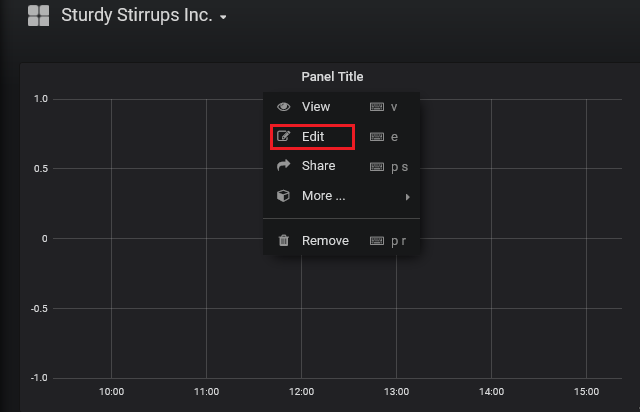 Sturdy Stirrups Inc.
Panel Title
1.0
0.5
0
-0.5
-1.0
View v
Edit e
Share p s
More ...
Remove p r
10:00 11:00 12:00 13:00 14:00 15:00